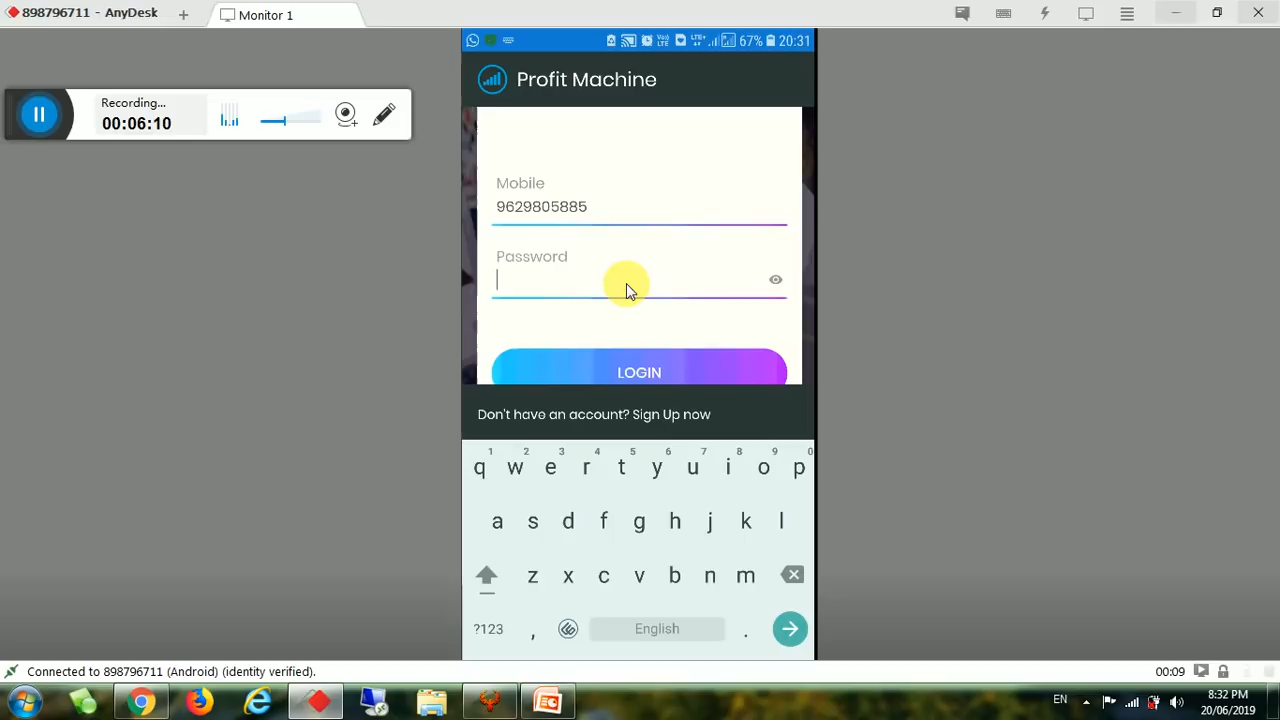 898796711 - AnyDesk
Monitor 1
Recording...
00:06:10
67% 20:31
Profit Machine
Mobile
9629805885
Password
LOGIN
Don't have an account? Sign Up now
1 2 3 4 5 6 7 8 9 0
q w e r t y u i o p
a s d f g h j k l
z x c v b n m
?123 , English .
Connected to 898796711 (Android) (identity verified).
00:09
EN
8:32 PM
20/06/2019